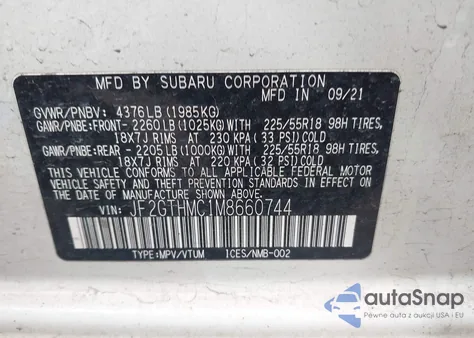 MFD BY SUBARU CORPORATION
09/21
GVWR/PNBV: 4376LB(1985KG)
GAWR/PNBE:FRONT- 2260LB(1025KG)WITH 225/55R18 98H TIRES,
18X7J RIMS AT 230 KPA (33 PSI)COLD
GAWR/PNBE:REAR - 2205LB(1000KG)WITH 225/55R18 98H TIRES,
18X7J RIMS AT 220 KPA(32 PSI)COLD
THIS VEHICLE CONFORMS TO ALL APPLICABLE FEDERAL MOTOR
VEHICLE SAFETY, BUMPER, AND THEFT PREVENTION STANDARDS
IN EFFECT ON THE DATE OF MANUFACTURE SHOWN ABOVE
VIN: JF2GTHMC1M8660744
TYPE:MPV/VTUM ICES/NMB-002
autoSnap
Pewne auta z aukcji USA i EU